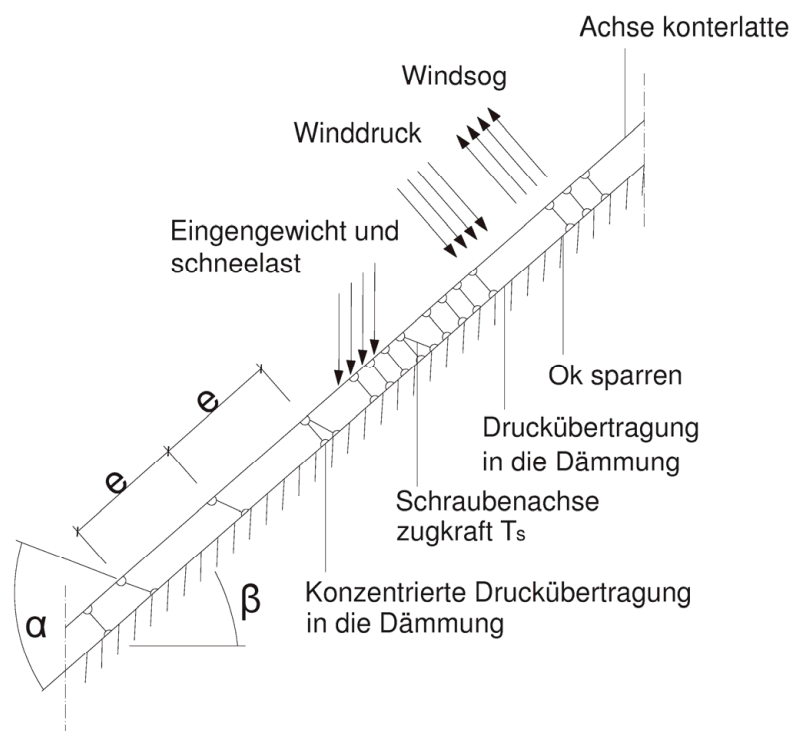 Achse konterlatte
Windsog
Winddruck
Eingengewicht und
schneelast
Ok sparren
e
e
Druckübertragung
in die Dämmung
Schraubenachse
zugkraft Ts
Konzentrierte Druckübertragung
in die Dämmung
α
β